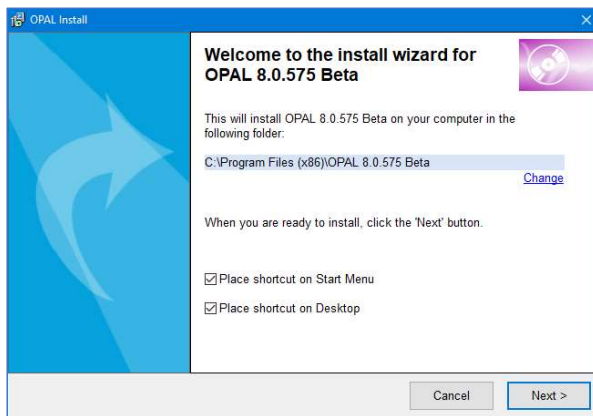 OPAL Install
Welcome to the install wizard for
OPAL 8.0.575 Beta
This will install OPAL 8.0.575 Beta on your computer in the
following folder:
C:\Program Files (x86)\OPAL 8.0.575 Beta
Change
When you are ready to install, click the 'Next' button.
Place shortcut on Start Menu
Place shortcut on Desktop
Cancel
Next >